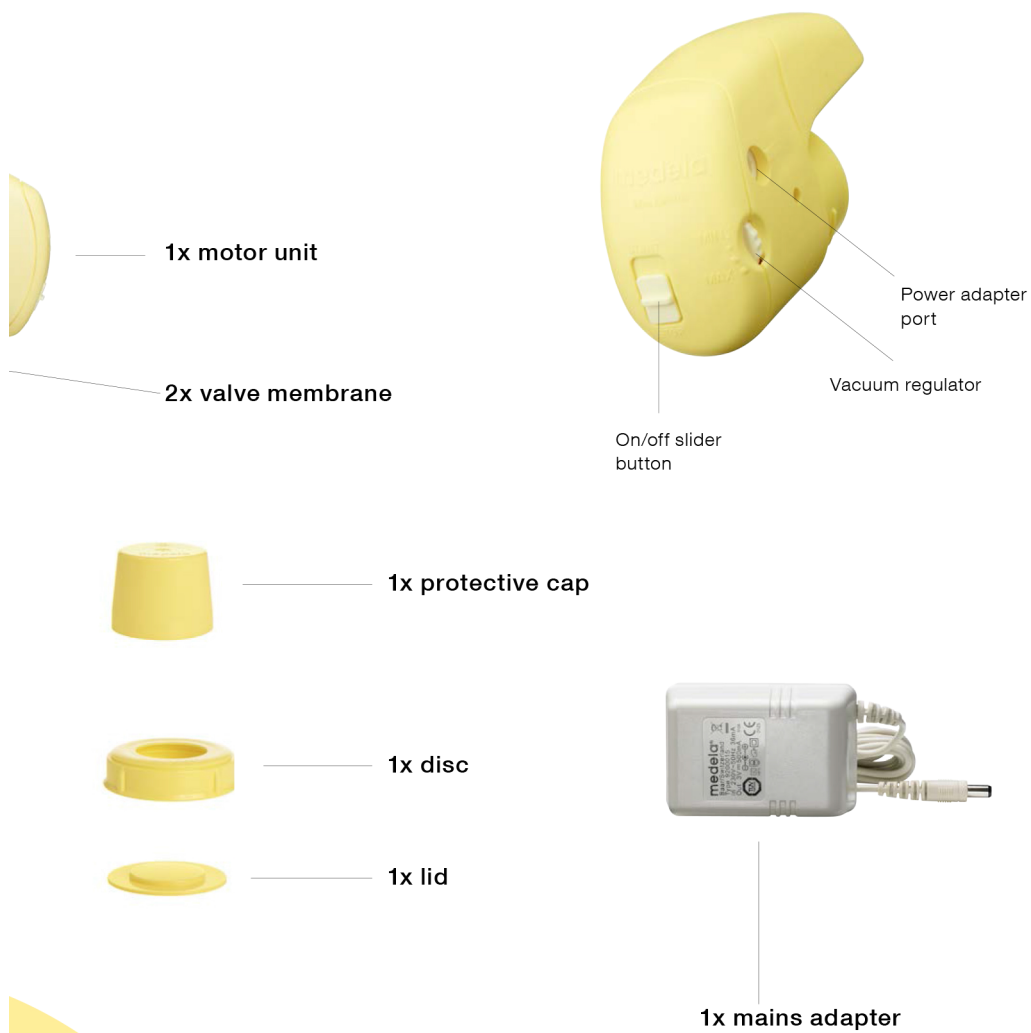 medela
1x motor unit
Power adapter
port
2x valve membrane
Vacuum regulator
On/off slider
button
1x protective cap
medela®
1x disc
1x lid
1x mains adapter